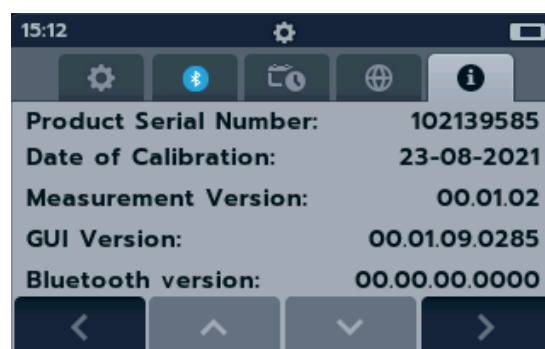 15:12
Product Serial Number: 102139585
Date of Calibration: 23-08-2021
Measurement Version: 00.01.02
GUI Version: 00.01.09.0285
Bluetooth version: 00.00.00.0000